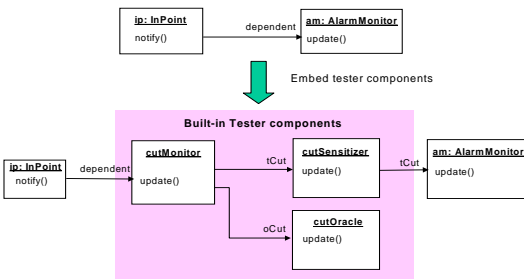 ip: InPoint
notify()
dependent
am: AlarmMonitor
update()
Embed tester components
Built-in Tester components
ip: InPoint
notify()
dependent
cutMonitor
update()
tCut
cutSensitizer
update()
tCut
am: AlarmMonitor
update()
oCut
cutOracle
update()